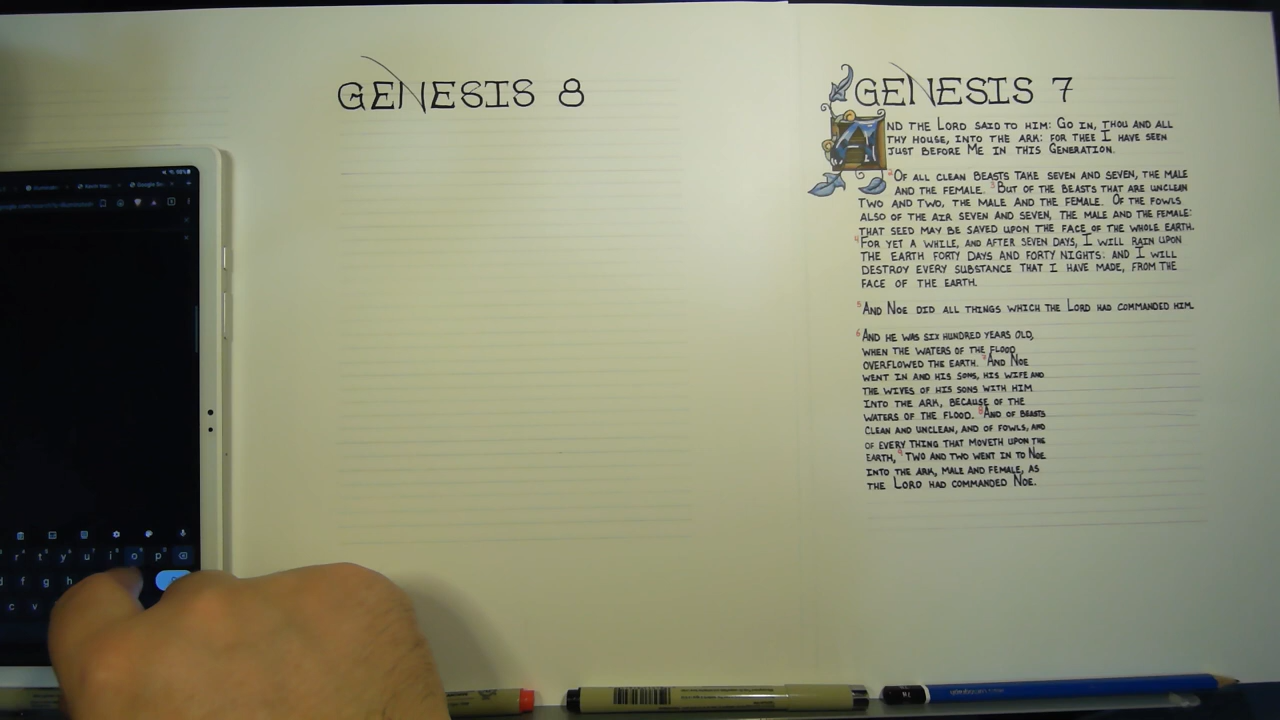 GENESIS 8
GENESIS 7
AND THE LORD SAID TO HIM: GO IN, THOU AND ALL
THY HOUSE, INTO THE ARK: FOR THEE I HAVE SEEN
JUST BEFORE ME IN THIS GENERATION.
2 OF ALL CLEAN BEASTS TAKE SEVEN AND SEVEN, THE MALE
AND THE FEMALE. 3 BUT OF THE BEASTS THAT ARE UNCLEAN
TWO AND TWO, THE MALE AND THE FEMALE. OF THE FOWLS
ALSO OF THE AIR SEVEN AND SEVEN, THE MALE AND THE FEMALE:
THAT SEED MAY BE SAVED UPON THE FACE OF THE WHOLE EARTH.
4 FOR YET A WHILE, AND AFTER SEVEN DAYS, I WILL RAIN UPON
THE EARTH FORTY DAYS AND FORTY NIGHTS: AND I WILL
DESTROY EVERY SUBSTANCE THAT I HAVE MADE, FROM THE
FACE OF THE EARTH.
5 AND NOE DID ALL THINGS WHICH THE LORD HAD COMMANDED HIM.
6 AND HE WAS SIX HUNDRED YEARS OLD,
WHEN THE WATERS OF THE FLOOD
OVERFLOWED THE EARTH. 7 AND NOE
WENT IN AND HIS SONS, HIS WIFE AND
THE WIVES OF HIS SONS WITH HIM
INTO THE ARK, BECAUSE OF THE
WATERS OF THE FLOOD. 8 AND OF BEASTS
CLEAN AND UNCLEAN, AND OF FOWLS, AND
OF EVERY THING THAT MOVETH UPON THE
EARTH, 9 TWO AND TWO WENT IN TO NOE
INTO THE ARK, MALE AND FEMALE, AS
THE LORD HAD COMMANDED NOE.
r t y u i o p
d f g h
c v